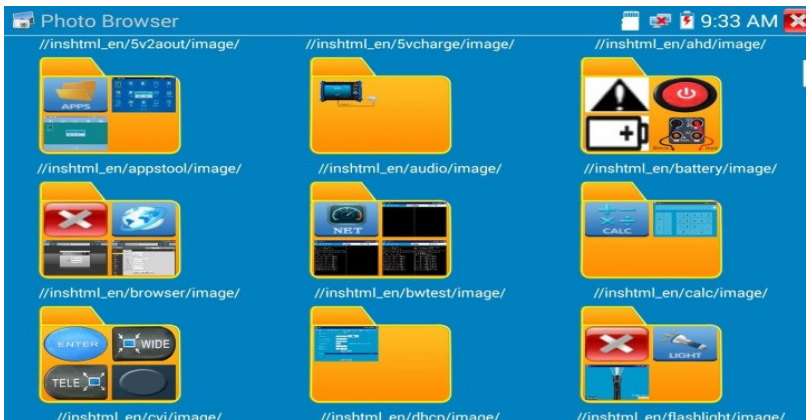 Photo Browser
9:33 AM
//inshtml_en/5v2aout/image/
//inshtml_en/5vcharge/image/
//inshtml_en/ahd/image/
APPS
//inshtml_en/appstool/image/
//inshtml_en/audio/image/
//inshtml_en/battery/image/
NET
CALC
//inshtml_en/browser/image/
//inshtml_en/bwtest/image/
//inshtml_en/calc/image/
ENTER
WIDE
LIGHT
TELE
//inshtml_en/cvi/image/
//inshtml_en/dhcp/image/
//inshtml_en/flashlight/image/